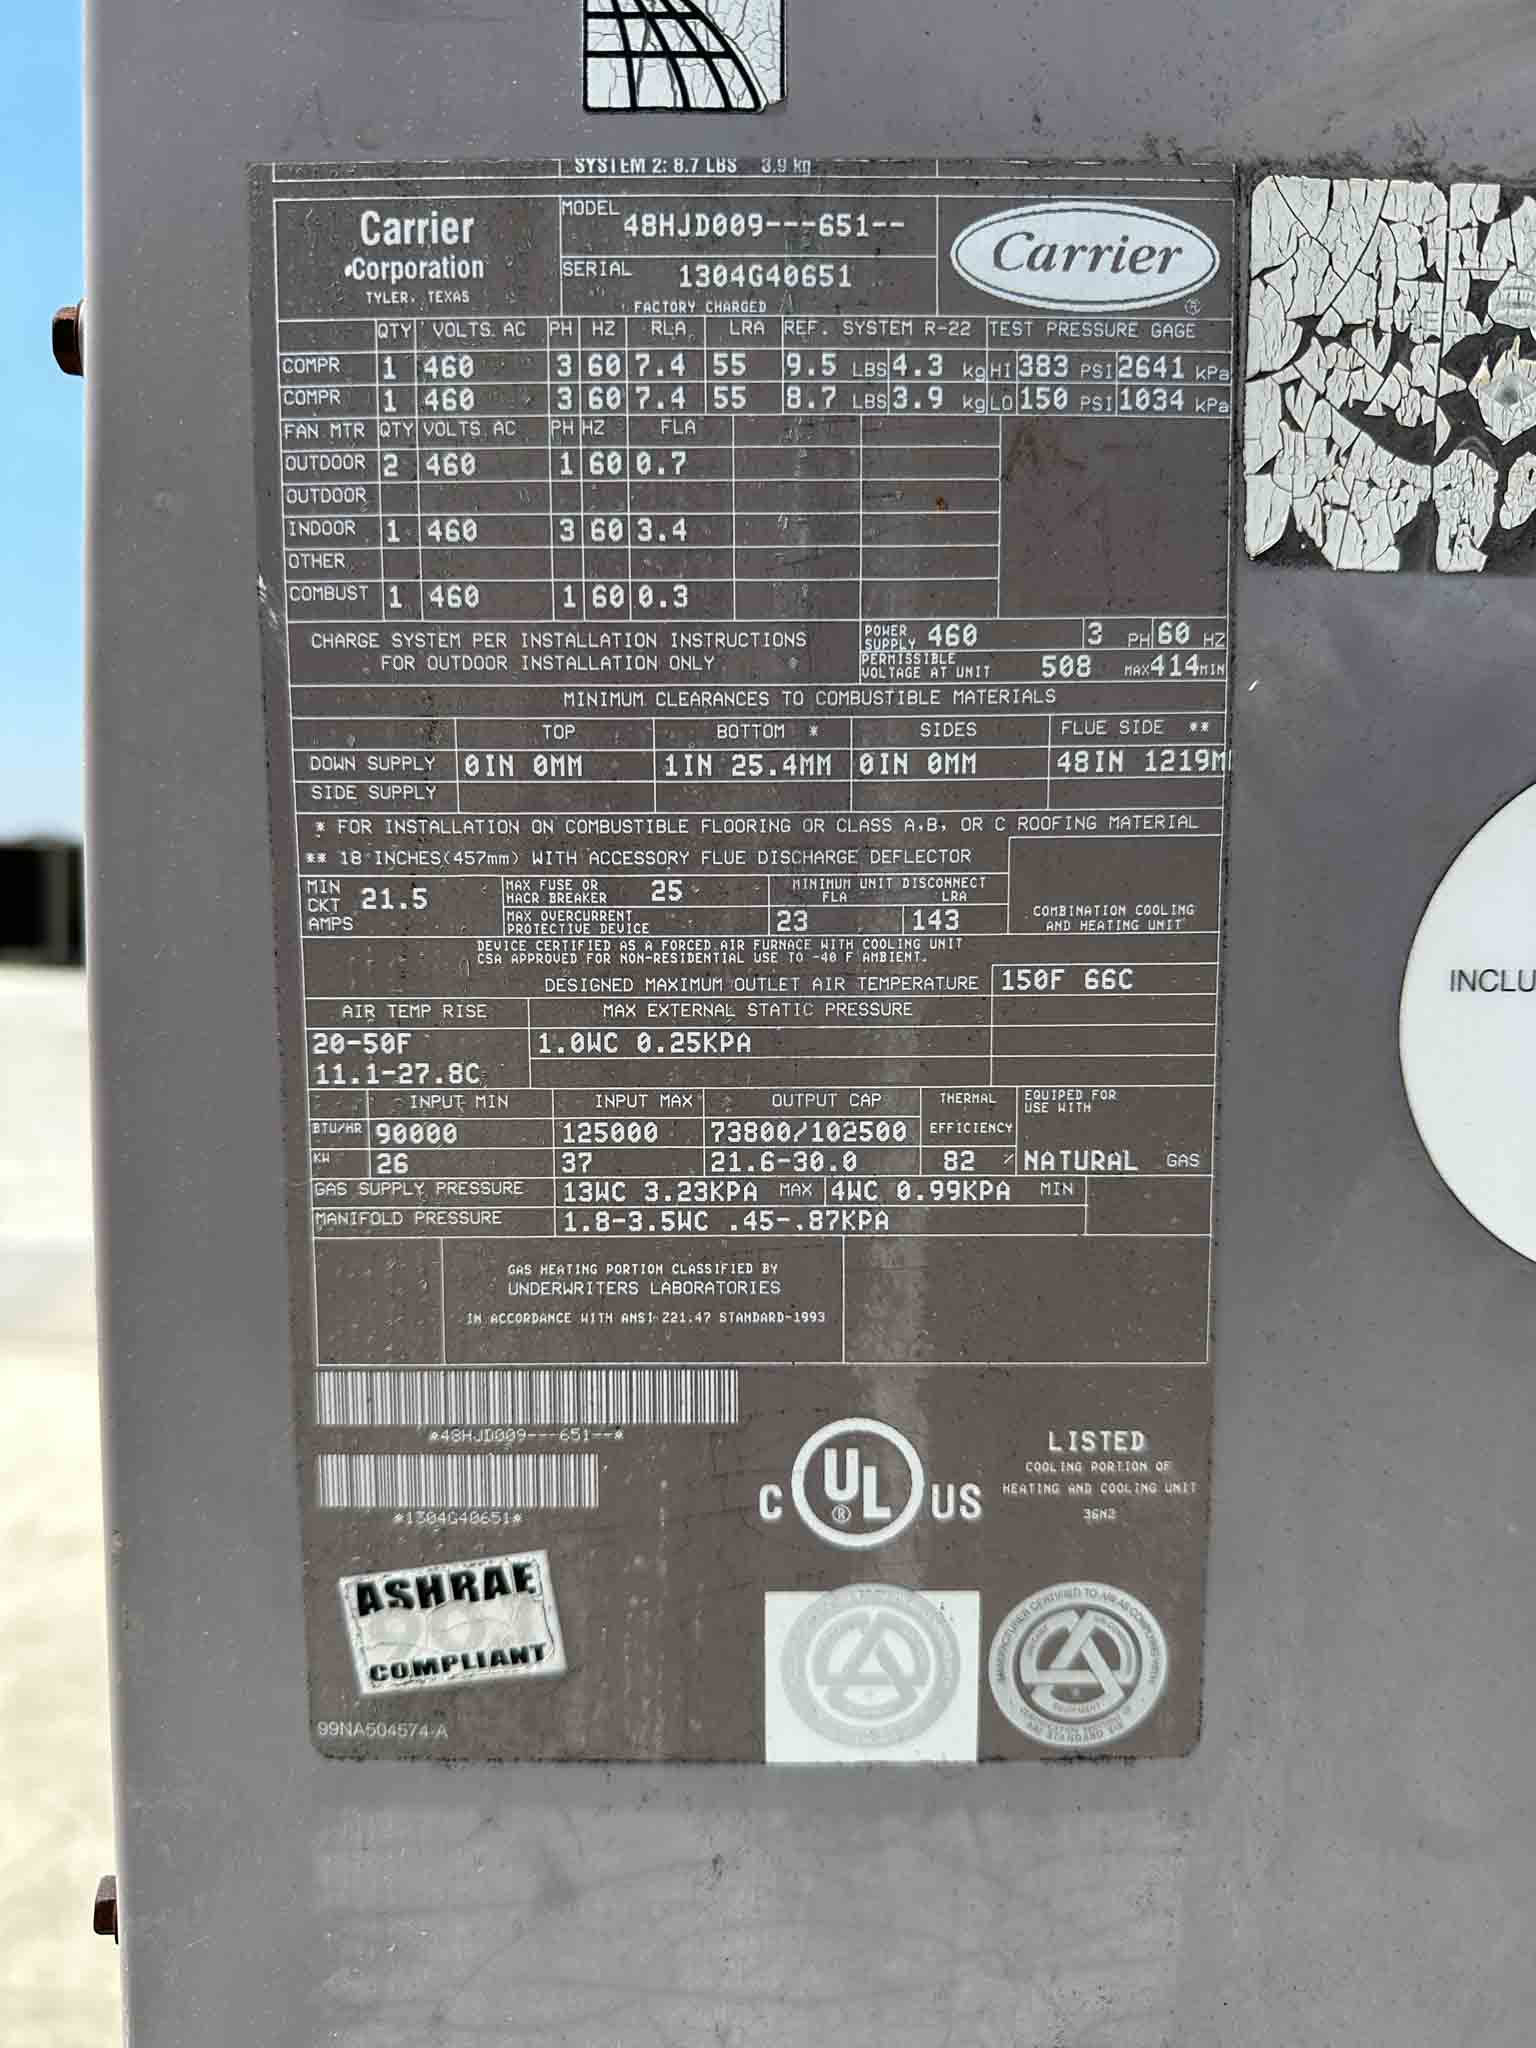 SYSTEM 2: 8.7 LBS 3.9 kg
Carrier
Corporation
TYLER, TEXAS
MODEL 48HJD009---651--
SERIAL 1304G40651
FACTORY CHARGED
Carrier
®
QTY VOLTS AC PH HZ RLA LRA REF. SYSTEM R-22 TEST PRESSURE GAGE
COMPR 1 460 3 60 7.4 55 9.5 LBS 4.3 kg HI 383 PSI 2641 kPa
COMPR 1 460 3 60 7.4 55 8.7 LBS 3.9 kg LO 150 PSI 1034 kPa
FAN MTR QTY VOLTS AC PH HZ FLA
OUTDOOR 2 460 1 60 0.7
OUTDOOR
INDOOR 1 460 3 60 3.4
OTHER
COMBUST 1 460 1 60 0.3
CHARGE SYSTEM PER INSTALLATION INSTRUCTIONS
FOR OUTDOOR INSTALLATION ONLY
POWER SUPPLY 460 3 PH 60 HZ
PERMISSIBLE VOLTAGE AT UNIT 508 MAX 414 MIN
MINIMUM CLEARANCES TO COMBUSTIBLE MATERIALS
TOP BOTTOM * SIDES FLUE SIDE **
DOWN SUPPLY 0IN 0MM 1IN 25.4MM 0IN 0MM 48IN 1219M
SIDE SUPPLY
* FOR INSTALLATION ON COMBUSTIBLE FLOORING OR CLASS A,B, OR C ROOFING MATERIAL
** 18 INCHES(457mm) WITH ACCESSORY FLUE DISCHARGE DEFLECTOR
MIN CKT AMPS 21.5
MAX FUSE OR HACR BREAKER 25
MAX OVERCURRENT PROTECTIVE DEVICE
MINIMUM UNIT DISCONNECT
FLA LRA
23 143
COMBINATION COOLING
AND HEATING UNIT
DEVICE CERTIFIED AS A FORCED AIR FURNACE WITH COOLING UNIT
CSA APPROVED FOR NON-RESIDENTIAL USE TO -40 F AMBIENT.
DESIGNED MAXIMUM OUTLET AIR TEMPERATURE 150F 66C
AIR TEMP RISE MAX EXTERNAL STATIC PRESSURE
20-50F 1.0WC 0.25KPA
11.1-27.8C
INPUT MIN INPUT MAX OUTPUT CAP THERMAL EFFICIENCY EQUIPED FOR USE WITH
BTU/HR 90000 125000 73800/102500
KW 26 37 21.6-30.0 82 % NATURAL GAS
GAS SUPPLY PRESSURE 13WC 3.23KPA MAX 4WC 0.99KPA MIN
MANIFOLD PRESSURE 1.8-3.5WC .45-.87KPA
GAS HEATING PORTION CLASSIFIED BY
UNDERWRITERS LABORATORIES
IN ACCORDANCE WITH ANSI Z21.47 STANDARD-1993
*48HJD009---651--*
*1304G40651*
C UL ® US
LISTED
COOLING PORTION OF
HEATING AND COOLING UNIT
36N2
ASHRAE
COMPLIANT
99NA504574-A
INCLU